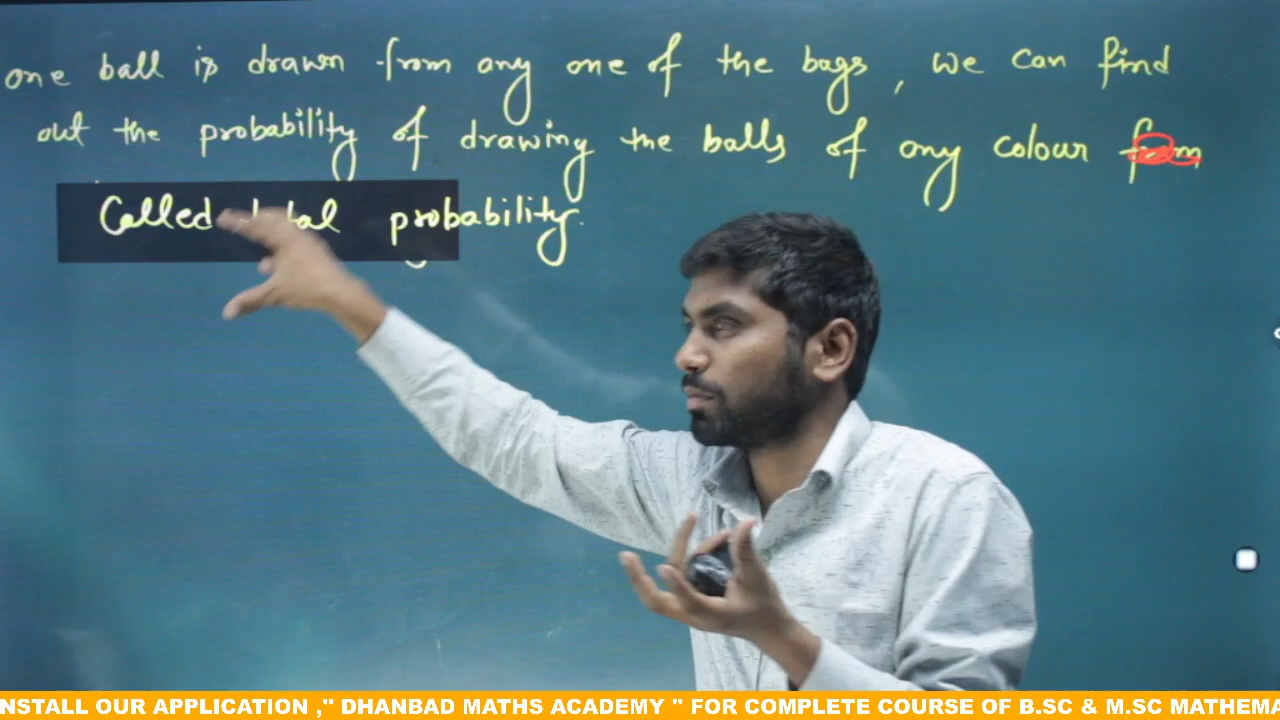 one ball is drawn from any one of the bags, we can find
out the probability of drawing the balls of any colour
Called total probability.
NSTALL OUR APPLICATION ," DHANBAD MATHS ACADEMY " FOR COMPLETE COURSE OF B.SC & M.SC MATHEMA